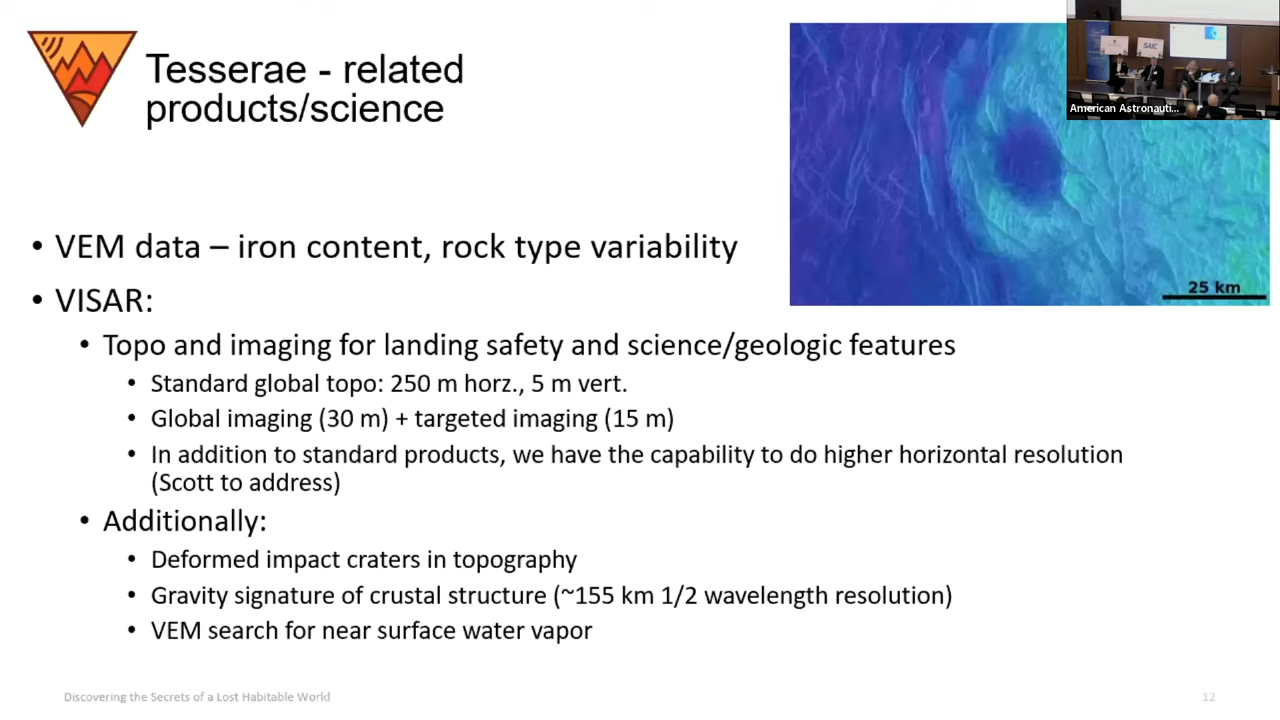 Tesserae - related
products/science
SAIC
American Astronauti...
25 km
• VEM data – iron content, rock type variability
• VISAR:
• Topo and imaging for landing safety and science/geologic features
• Standard global topo: 250 m horz., 5 m vert.
• Global imaging (30 m) + targeted imaging (15 m)
• In addition to standard products, we have the capability to do higher horizontal resolution
(Scott to address)
• Additionally:
• Deformed impact craters in topography
• Gravity signature of crustal structure (~155 km 1/2 wavelength resolution)
• VEM search for near surface water vapor
Discovering the Secrets of a Lost Habitable World
12